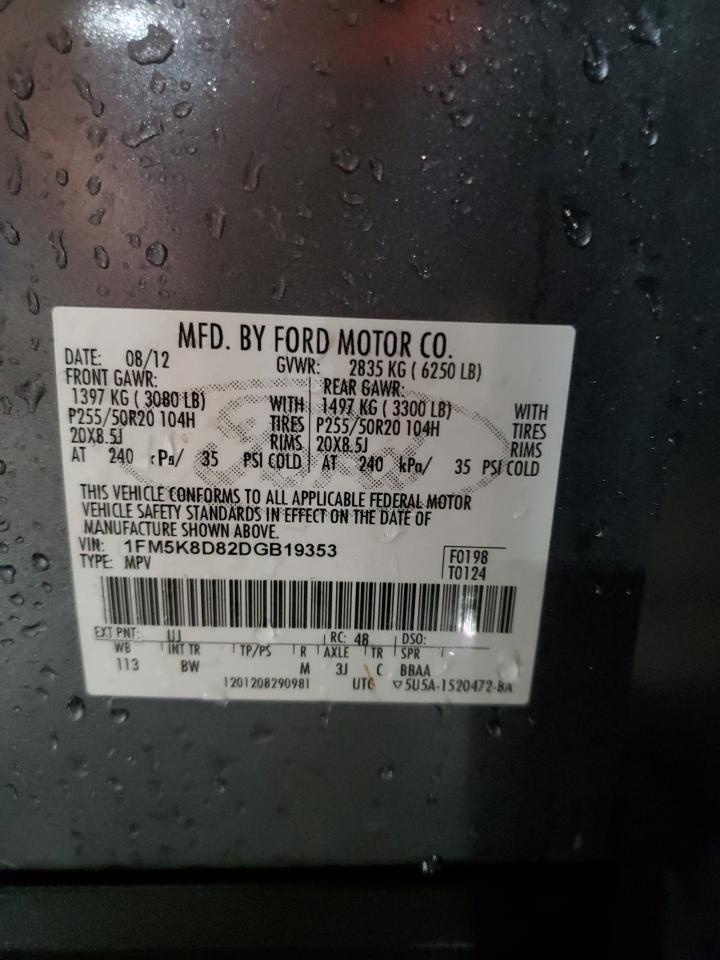 MFD. BY FORD MOTOR CO.
DATE: 08/12 GVWR: 2835 KG ( 6250 LB)
FRONT GAWR: REAR GAWR:
1397 KG ( 3080 LB) WITH 1497 KG ( 3300 LB) WITH
P255/50R20 104H TIRES P255/50R20 104H TIRES
20X8.5J RIMS 20X8.5J RIMS
AT 240 kPa/ 35 PSI COLD AT 240 kPa/ 35 PSI COLD
THIS VEHICLE CONFORMS TO ALL APPLICABLE FEDERAL MOTOR
VEHICLE SAFETY STANDARDS IN EFFECT ON THE DATE OF
MANUFACTURE SHOWN ABOVE.
VIN: 1FM5K8D82DGB19353 F0198
TYPE: MPV T0124
EXT PNT: UJ RC: 48 DSO:
WB INT TR TP/PS R AXLE TR SPR
113 BW M 3J C BBAA
1201208290981 UTC ▽5U5A-1520472-BA